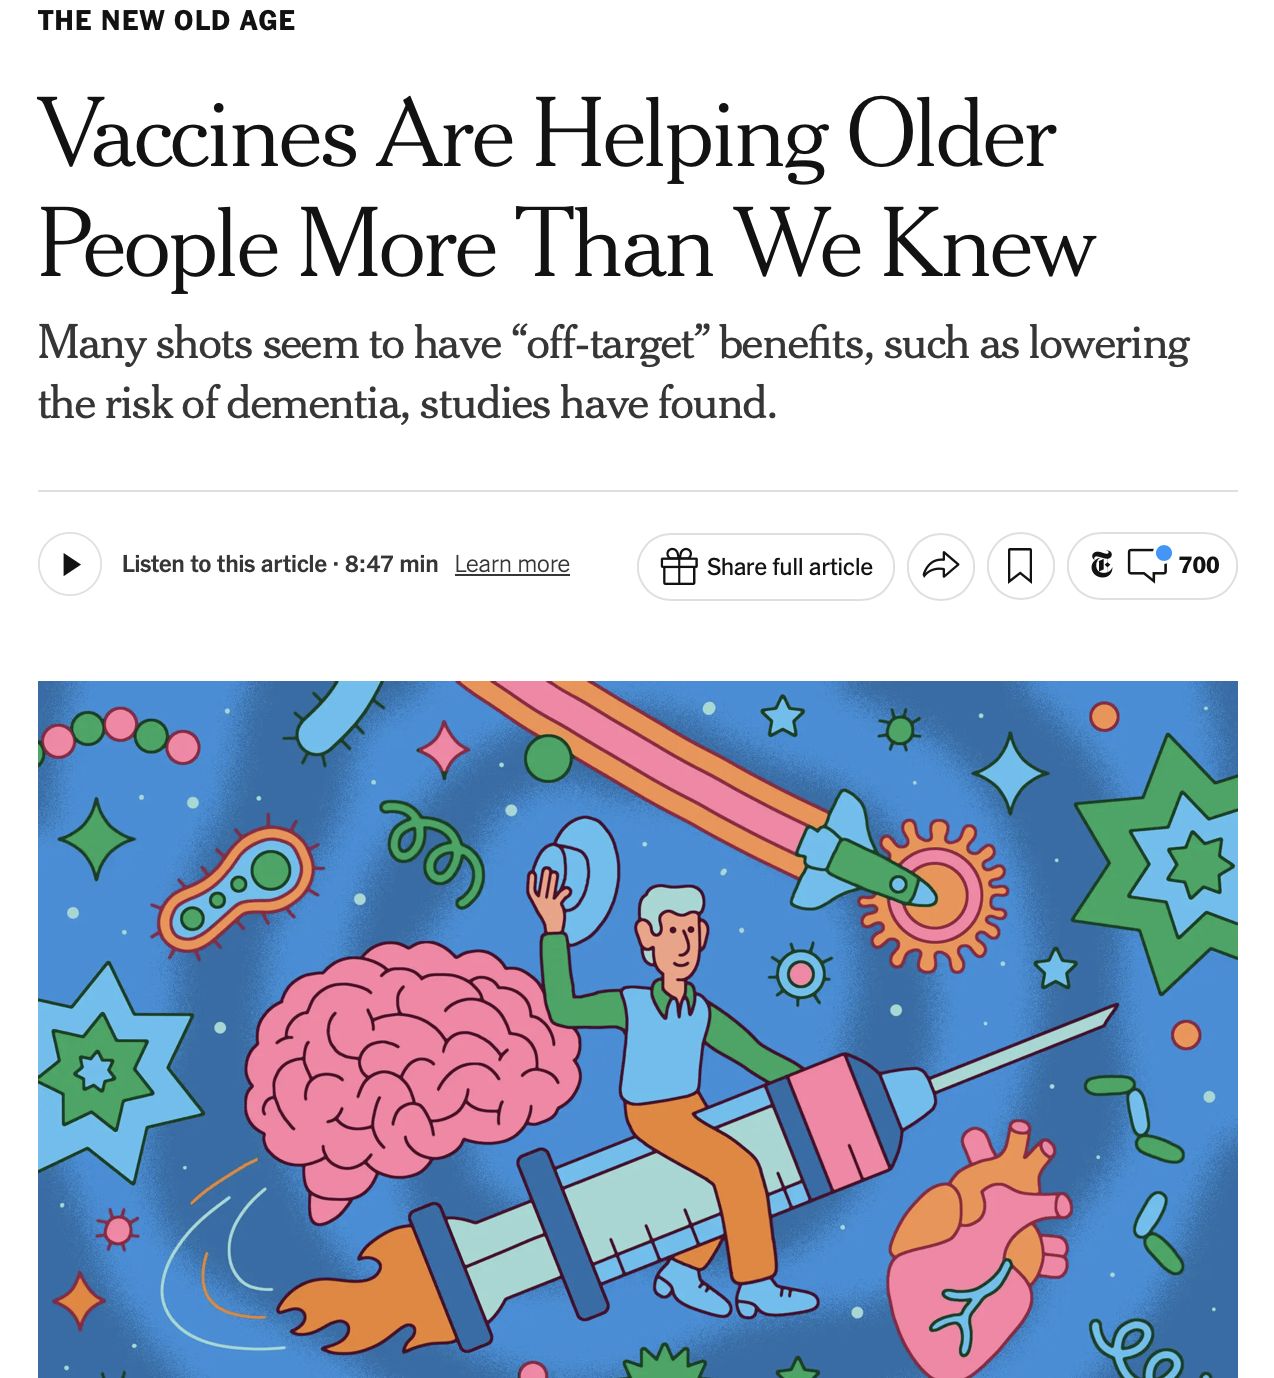 THE NEW OLD AGE
Vaccines Are Helping Older
People More Than We Knew
Many shots seem to have “off-target” benefits, such as lowering
the risk of dementia, studies have found.
Listen to this article · 8:47 min Learn more
Share full article
T 700